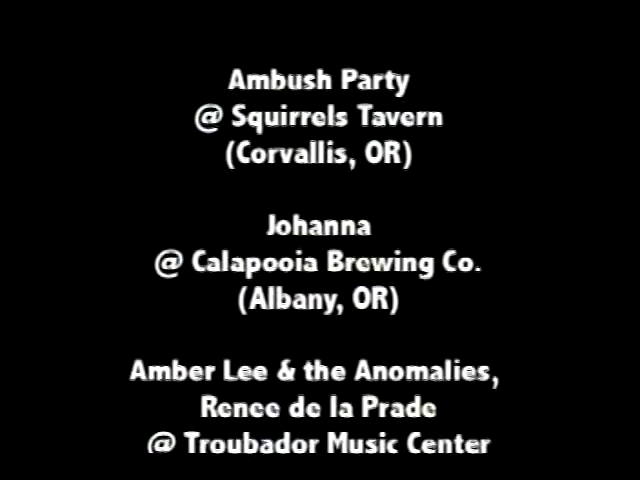 Ambush Party
@ Squirrels Tavern
(Corvallis, OR)
Johanna
@ Calapooia Brewing Co.
(Albany, OR)
Amber Lee & the Anomalies,
Renee de la Prade
@ Troubador Music Center